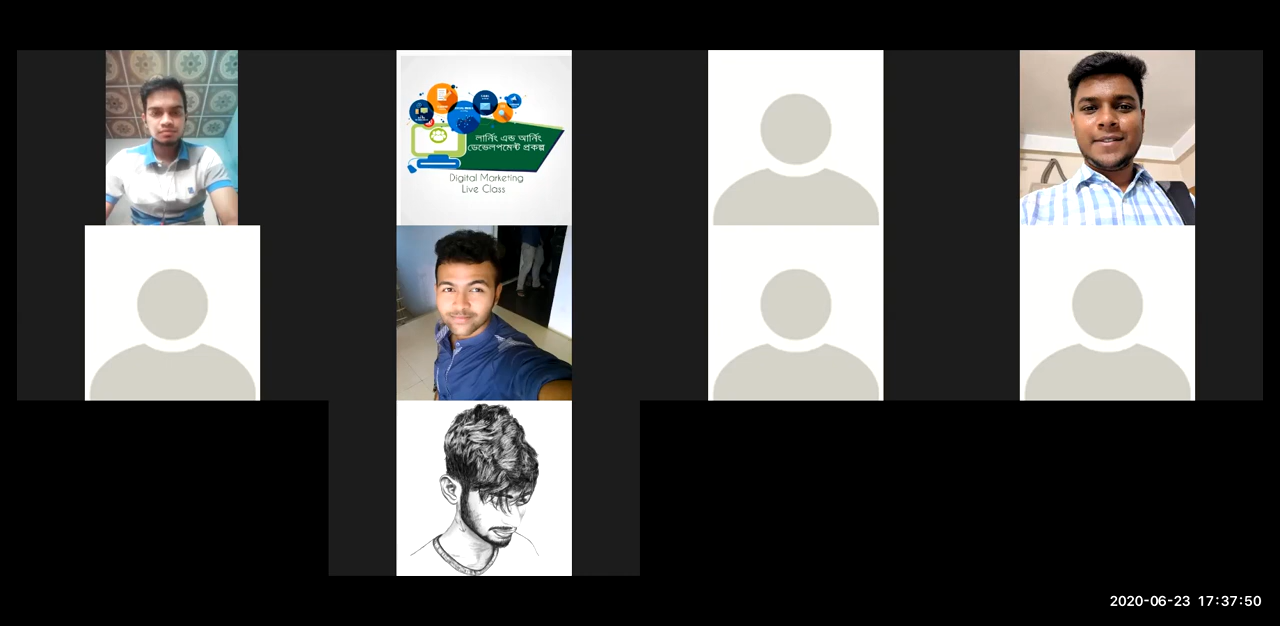 লার্নিং এন্ড আর্নিং
ডেভেলপমেন্ট প্রকল্প
Digital Marketing
Live Class
2020-06-23 17:37:50